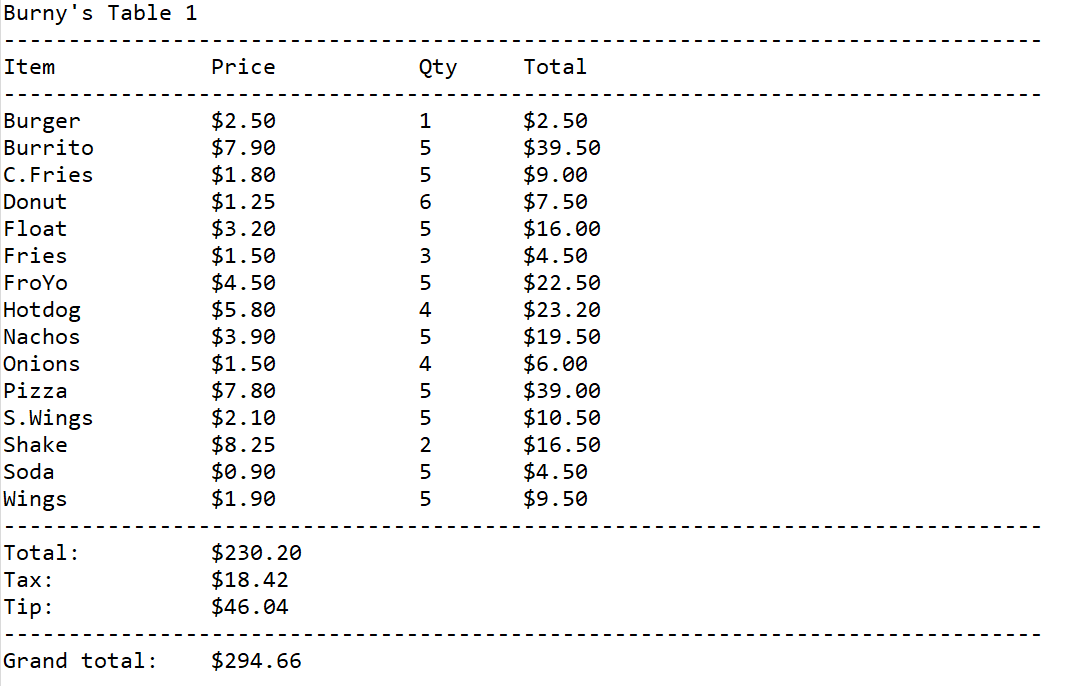 Burny's Table 1
--------------------------------------------------------------------------------
Item Price Qty Total
--------------------------------------------------------------------------------
Burger $2.50 1 $2.50
Burrito $7.90 5 $39.50
C.Fries $1.80 5 $9.00
Donut $1.25 6 $7.50
Float $3.20 5 $16.00
Fries $1.50 3 $4.50
FroYo $4.50 5 $22.50
Hotdog $5.80 4 $23.20
Nachos $3.90 5 $19.50
Onions $1.50 4 $6.00
Pizza $7.80 5 $39.00
S.Wings $2.10 5 $10.50
Shake $8.25 2 $16.50
Soda $0.90 5 $4.50
Wings $1.90 5 $9.50
--------------------------------------------------------------------------------
Total: $230.20
Tax: $18.42
Tip: $46.04
--------------------------------------------------------------------------------
Grand total: $294.66